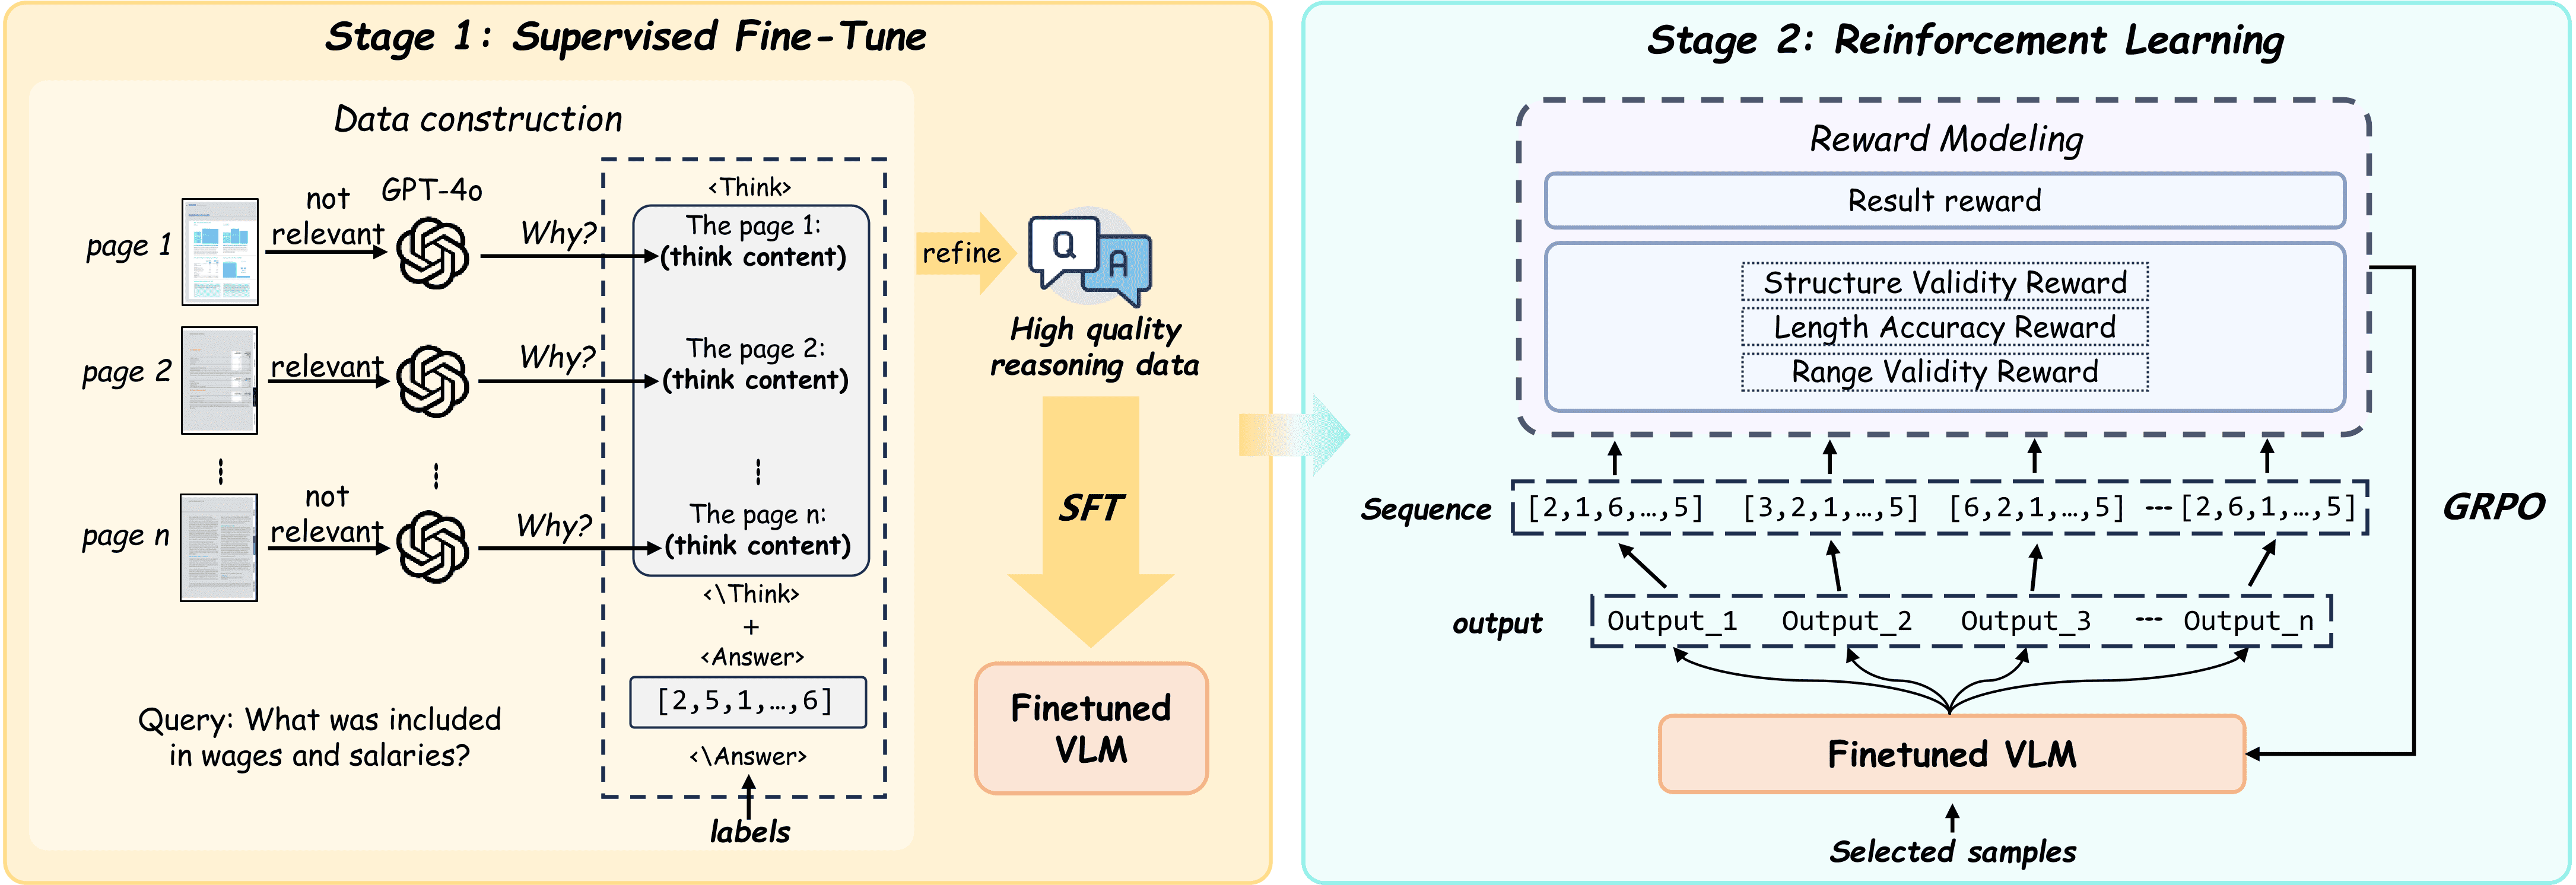 Stage 1: Supervised Fine-Tune
Data construction
page 1
not
relevant
GPT-4o
Why?
<Think>
The page 1:
(think content)
page 2
relevant
Why?
The page 2:
(think content)
page n
not
relevant
Why?
The page n:
(think content)
<\Think>
+
<Answer>
[2,5,1,…,6]
<\Answer>
labels
Query: What was included
in wages and salaries?
refine
Q
A
High quality
reasoning data
SFT
Finetuned
VLM
Stage 2: Reinforcement Learning
Reward Modeling
Result reward
Structure Validity Reward
Length Accuracy Reward
Range Validity Reward
Sequence
[2,1,6,…,5] [3,2,1,…,5] [6,2,1,…,5] --- [2,6,1,…,5]
output
Output_1 Output_2 Output_3 --- Output_n
Finetuned VLM
Selected samples
GRPO